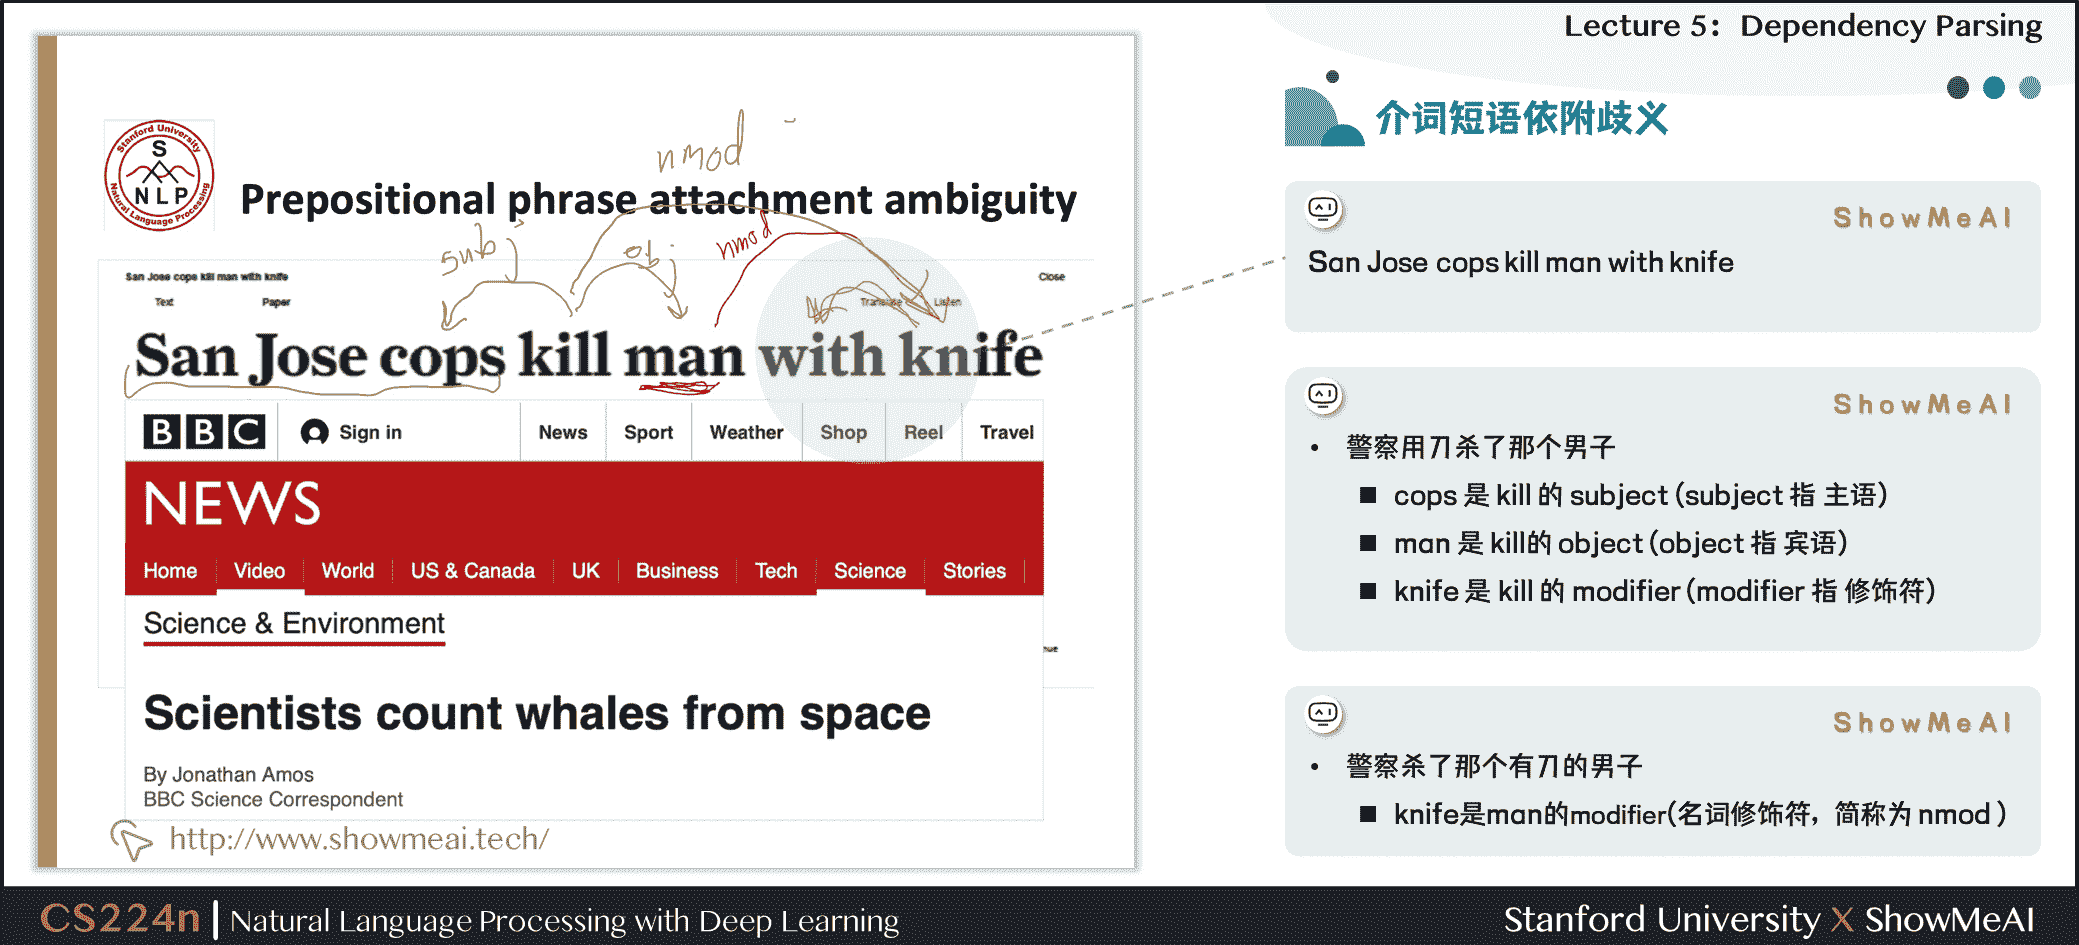 Lecture 5: Dependency Parsing
Stanford University
Natural Language Processing
S
NLP
nmod
Prepositional phrase attachment ambiguity
subj
obj
nmod
San Jose cops kill man with knife
Close
Text
Paper
Translate
Listen
San Jose cops kill man with knife
BBC
Sign in
News
Sport
Weather
Shop
Reel
Travel
NEWS
Home
Video
World
US & Canada
UK
Business
Tech
Science
Stories
Science & Environment
Scientists count whales from space
By Jonathan Amos
BBC Science Correspondent
http://www.showmeai.tech/
介词短语依附歧义
ShowMeAI
San Jose cops kill man with knife
ShowMeAI
• 警察用刀杀了那个男子
■ cops 是 kill 的 subject (subject 指 主语)
■ man 是 kill的 object (object 指 宾语)
■ knife 是 kill 的 modifier (modifier 指 修饰符)
ShowMeAI
• 警察杀了那个有刀的男子
■ knife是man的modifier(名词修饰符，简称为 nmod )
CS224n | Natural Language Processing with Deep Learning
Stanford University X ShowMeAI